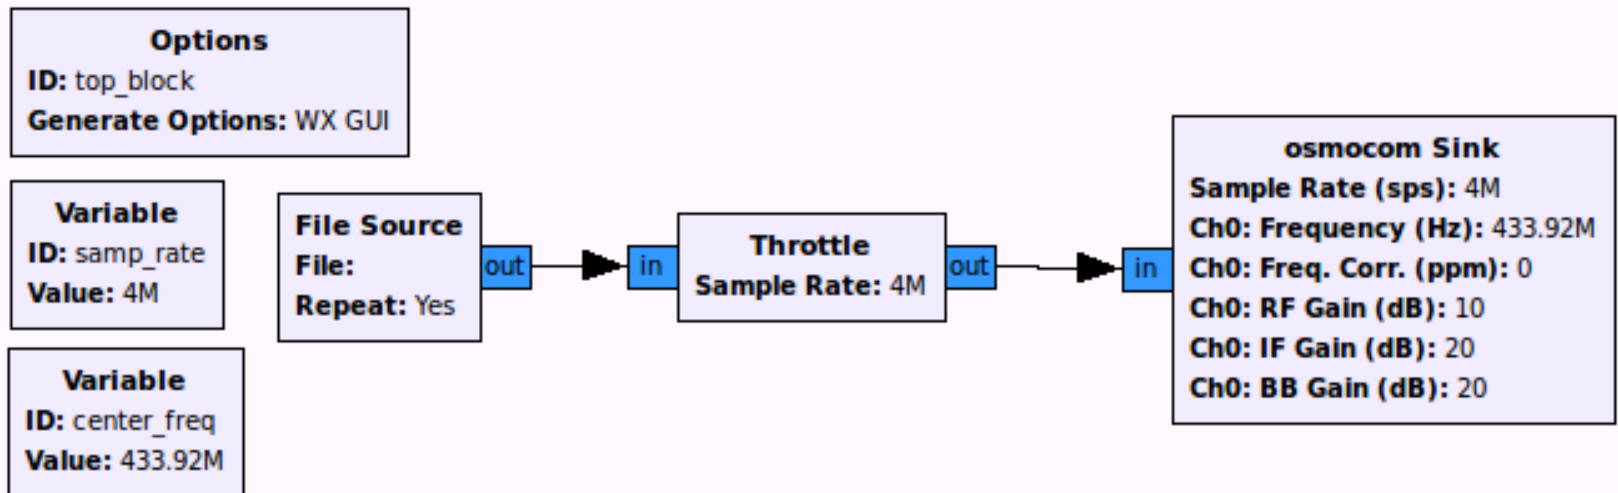 Options
ID: top_block
Generate Options: WX GUI
Variable
ID: samp_rate
Value: 4M
Variable
ID: center_freq
Value: 433.92M
File Source
File:
Repeat: Yes
out
in
Throttle
Sample Rate: 4M
out
in
osmocom Sink
Sample Rate (sps): 4M
Ch0: Frequency (Hz): 433.92M
Ch0: Freq. Corr. (ppm): 0
Ch0: RF Gain (dB): 10
Ch0: IF Gain (dB): 20
Ch0: BB Gain (dB): 20